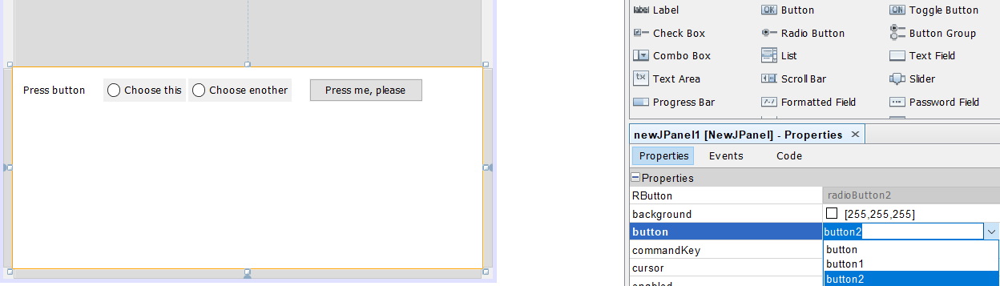 Press button
Choose this
Choose enother
Press me, please
Label
OK Button
ON Toggle Button
Check Box
Radio Button
Button Group
Combo Box
List
Text Field
Text Area
Scroll Bar
Slider
Progress Bar
Formatted Field
Password Field
newJPanel1 [NewJPanel] - Properties ×
Properties
Events
Code
Properties
RButton
radioButton2
background
[255,255,255]
button
button2
commandKey
button
cursor
button1
enabled
button2